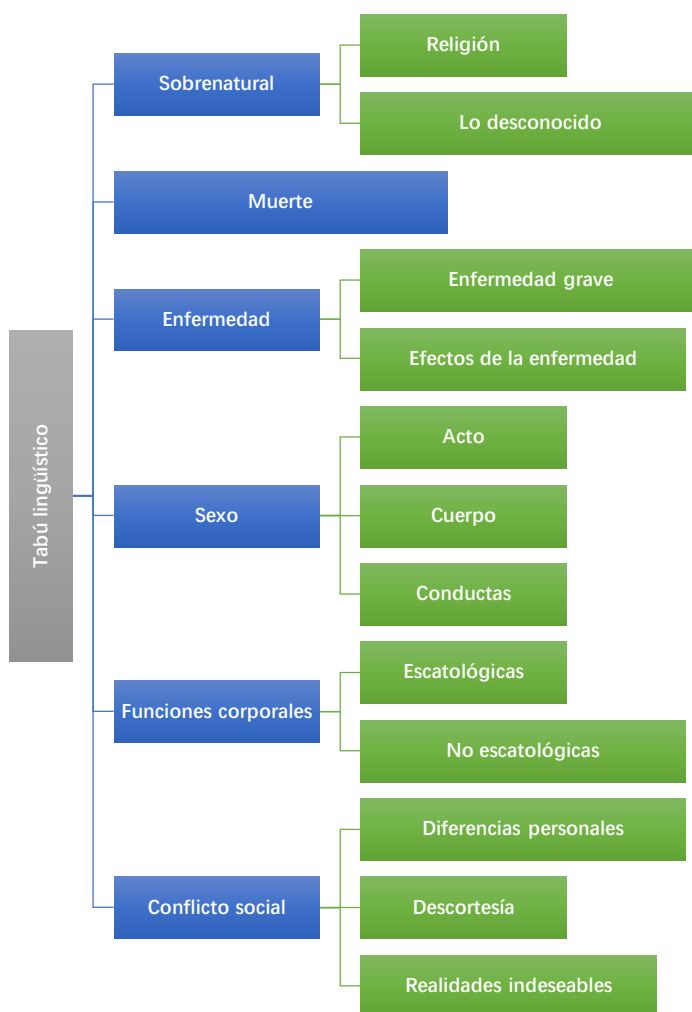 Tabú lingüístico
Sobrenatural
Religión
Lo desconocido
Muerte
Enfermedad
Enfermedad grave
Efectos de la enfermedad
Sexo
Acto
Cuerpo
Conductas
Funciones corporales
Escatológicas
No escatológicas
Conflicto social
Diferencias personales
Descortesía
Realidades indeseables